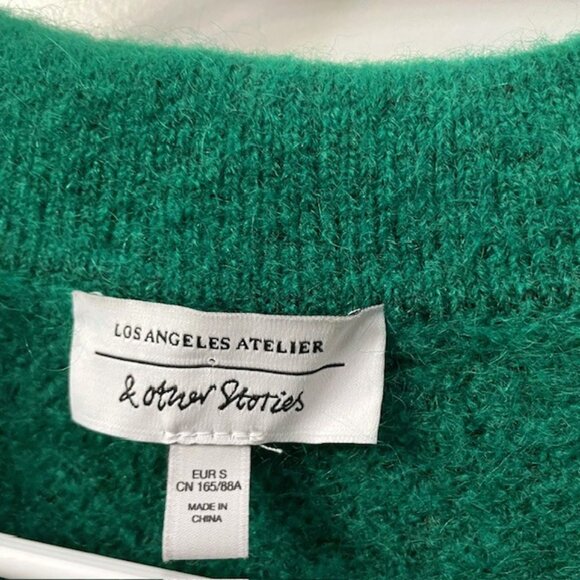 LOS ANGELES ATELIER
& other Stories
EUR S
CN 165/88A
MADE IN
CHINA